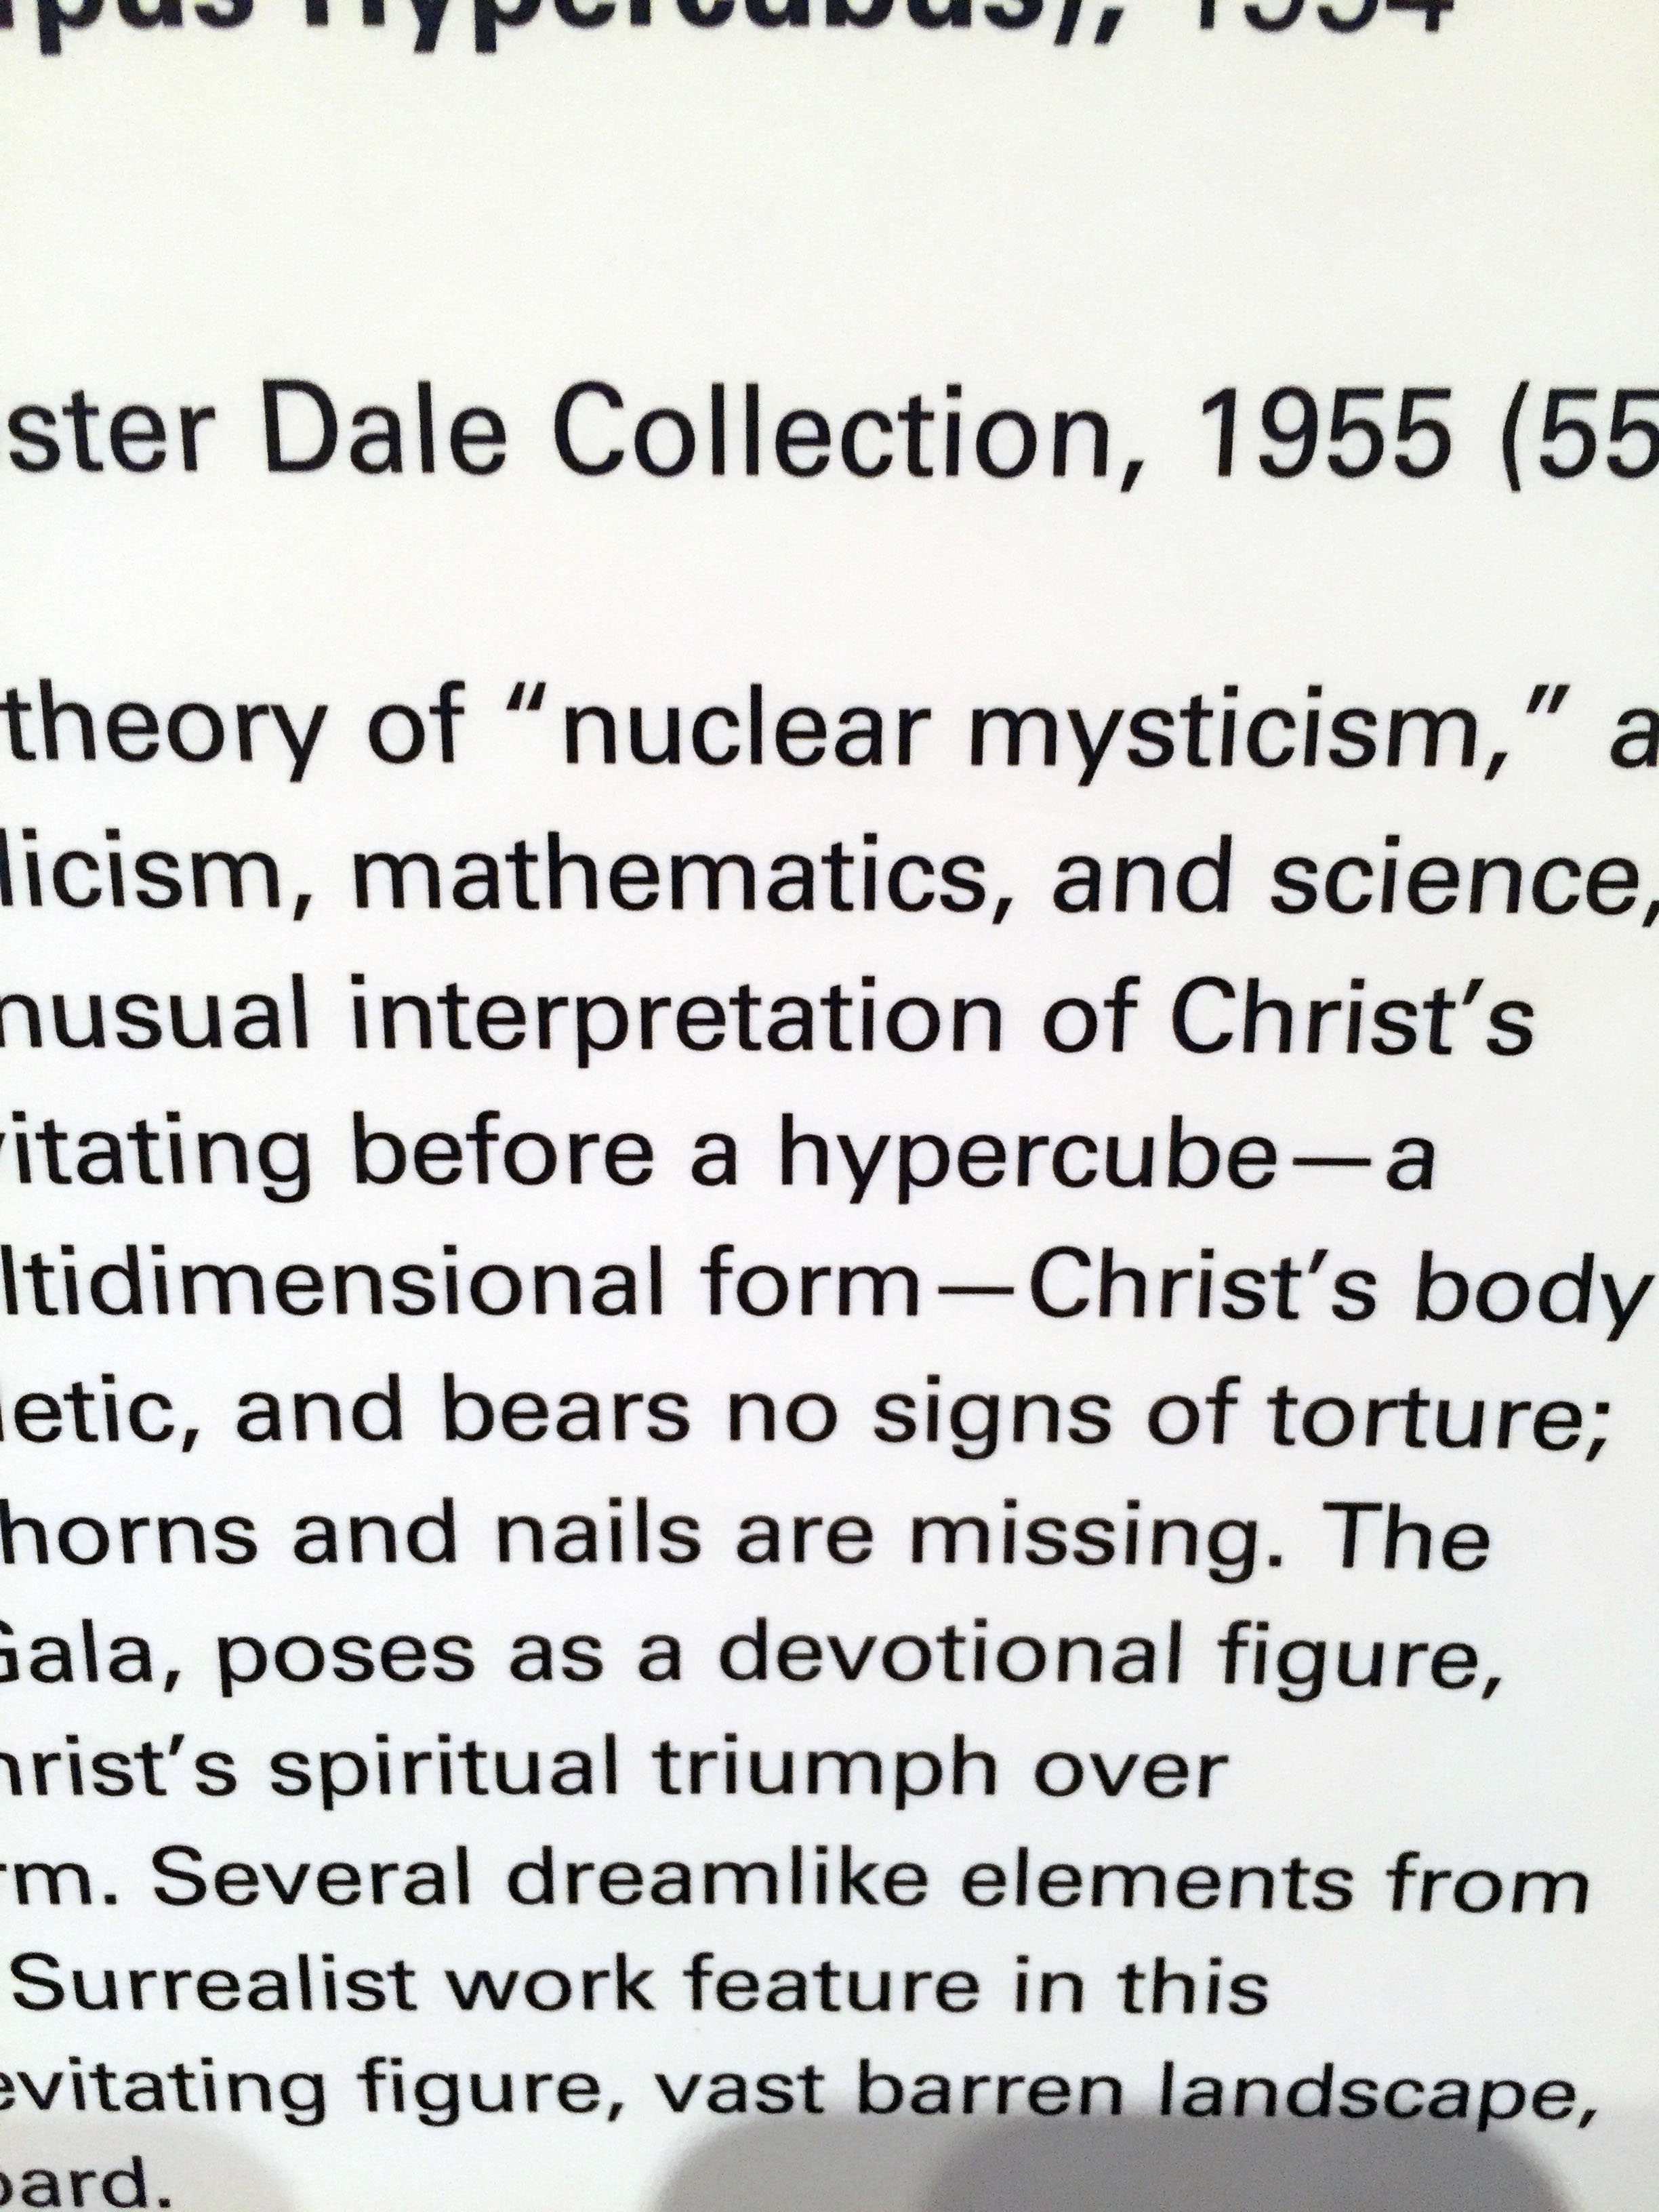 pus Hypercubus), 1954
ster Dale Collection, 1955 (55
theory of “nuclear mysticism,” a
licism, mathematics, and science,
nusual interpretation of Christ’s
vitating before a hypercube—a
ltidimensional form—Christ’s body
letic, and bears no signs of torture;
horns and nails are missing. The
Gala, poses as a devotional figure,
hrist’s spiritual triumph over
rm. Several dreamlike elements from
Surrealist work feature in this
evitating figure, vast barren landscape,
oard.